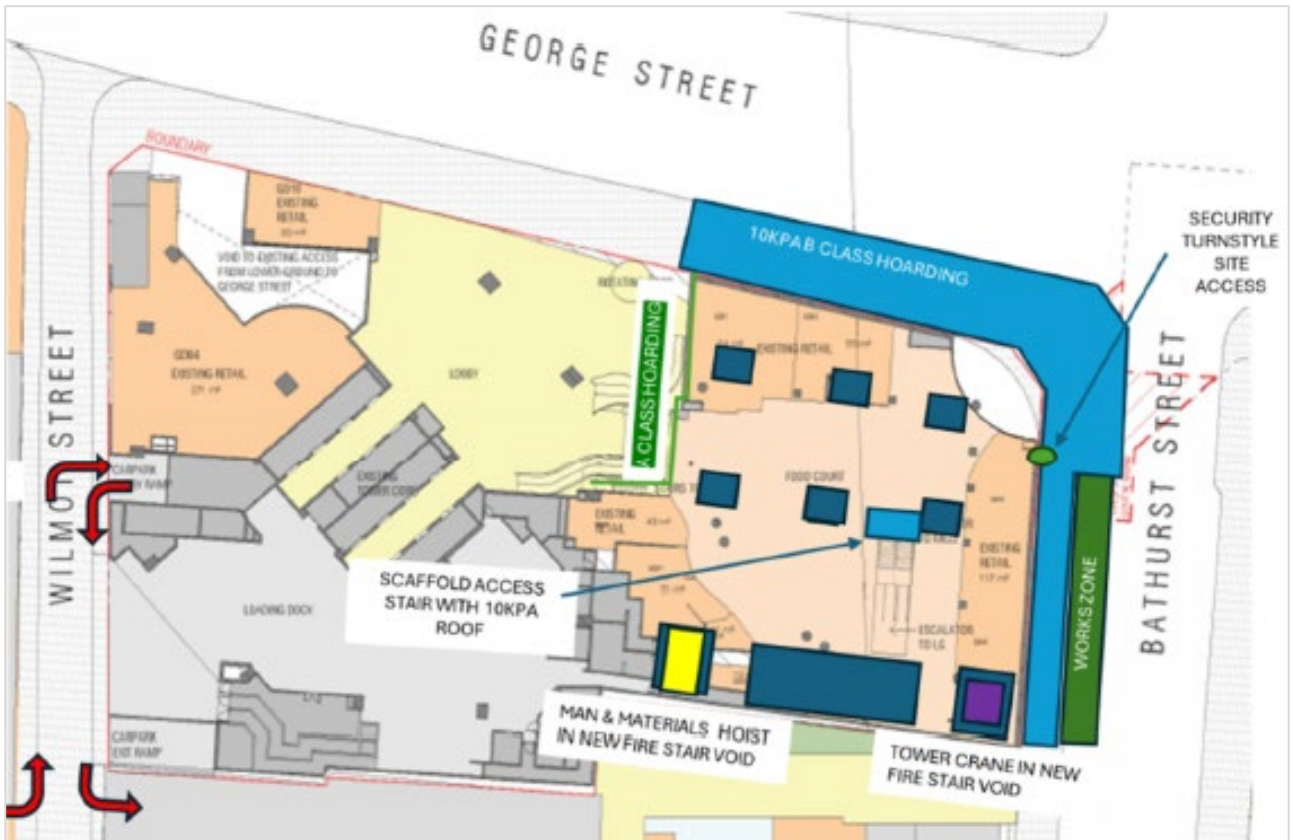 GEORGE STREET
BOUNDARY
EXISTING
RETAIL
VOID TO EXISTING ACCESS
FROM LOWER GROUND TO
GEORGE STREET
10KPA B CLASS HOARDING
SECURITY
TURNSTYLE
SITE
ACCESS
A CLASS HOARDING
EXISTING RETAIL
EXISTING RETAIL
LOBBY
WILMOT STREET
BATHURST STREET
CARPARK
EXISTING
FOOD COURT
EXISTING
RETAIL
EXISTING
RETAIL
SCAFFOLD ACCESS
STAIR WITH 10KPA
ROOF
LOADING DOCK
ESCALATOR
TO LG
WORKS ZONE
MAN & MATERIALS HOIST
IN NEW FIRE STAIR VOID
TOWER CRANE IN NEW
FIRE STAIR VOID
CARPARK
EXIT RAMP